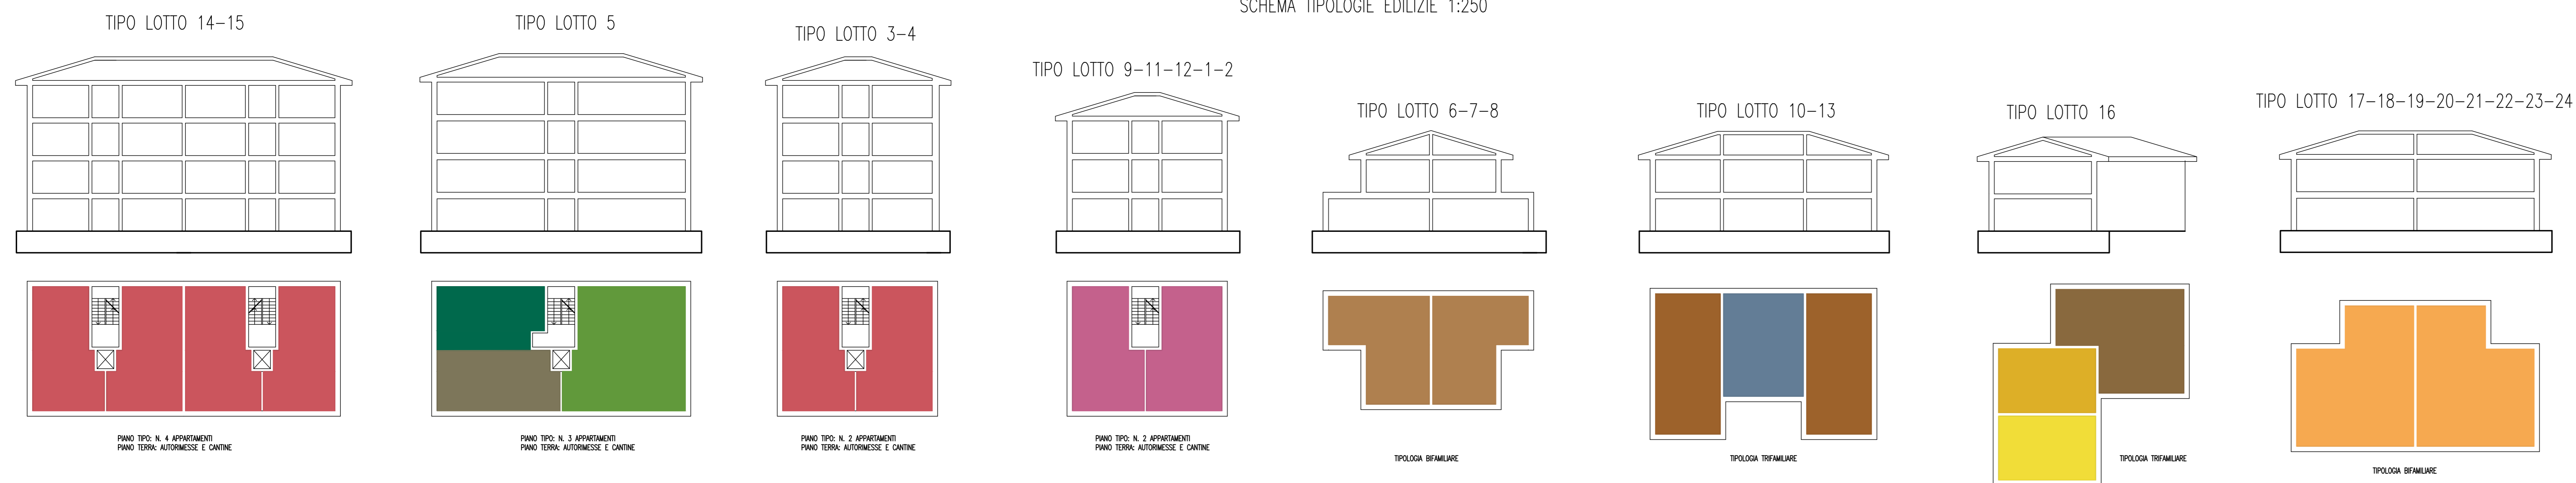 SCHEMA TIPOLOGIE EDILIZIE 1:250
TIPO LOTTO 14-15
TIPO LOTTO 5
TIPO LOTTO 3-4
TIPO LOTTO 9-11-12-1-2
TIPO LOTTO 6-7-8
TIPO LOTTO 10-13
TIPO LOTTO 16
TIPO LOTTO 17-18-19-20-21-22-23-24
PIANO TIPO: N. 4 APPARTAMENTI
PIANO TERRA: AUTORIMESSE E CANTINE
PIANO TIPO: N. 3 APPARTAMENTI
PIANO TERRA: AUTORIMESSE E CANTINE
PIANO TIPO: N. 2 APPARTAMENTI
PIANO TERRA: AUTORIMESSE E CANTINE
PIANO TIPO: N. 2 APPARTAMENTI
PIANO TERRA: AUTORIMESSE E CANTINE
TIPOLOGIA BIFAMILIARE
TIPOLOGIA TRIFAMILIARE
TIPOLOGIA TRIFAMILIARE
TIPOLOGIA BIFAMILIARE